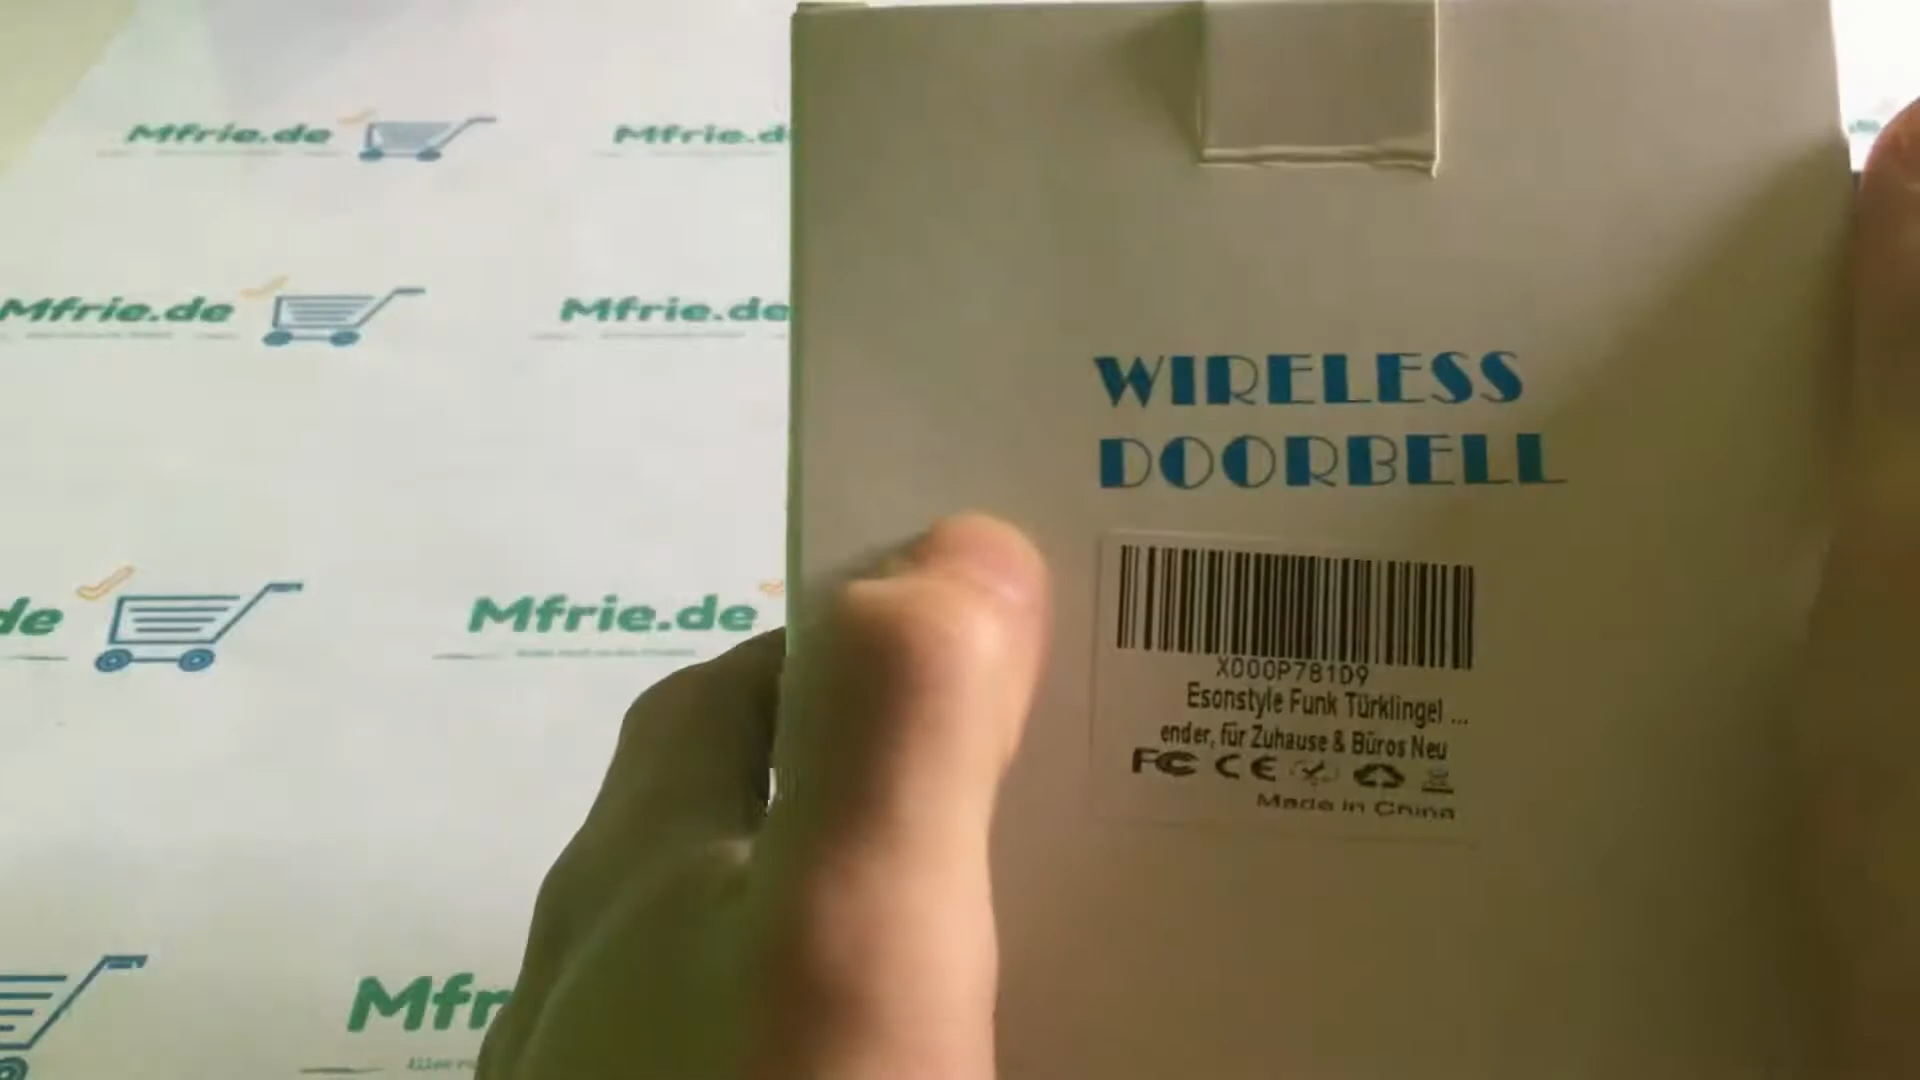 Mfrie.de
Mfrie.d
Mfrie.de
Mfrie.de
de
Mfrie.de
Mfr
WIRELESS
DOORBELL
X000P781D9
Esonstyle Funk Türklingel ...
ender, für Zuhause & Büros Neu
FC CE
Made in China